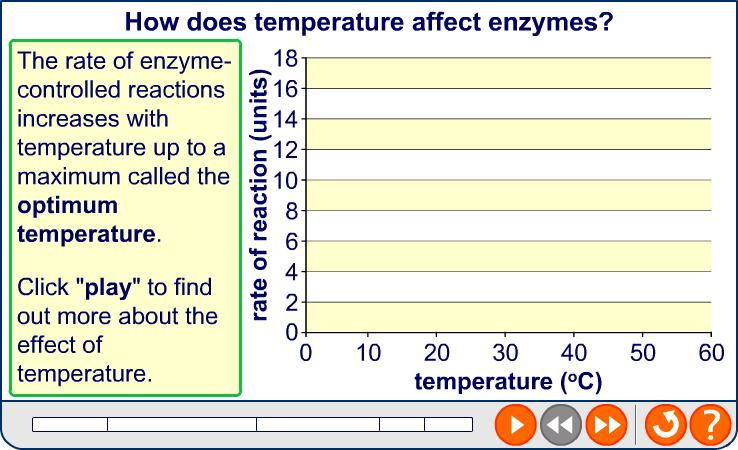 How does temperature affect enzymes?
The rate of enzyme-
controlled reactions
increases with
temperature up to a
maximum called the
optimum
temperature.
Click "play" to find
out more about the
effect of
temperature.
rate of reaction (units)
18
16
14
12
10
8
6
4
2
0
0 10 20 30 40 50 60
temperature (oC)
?